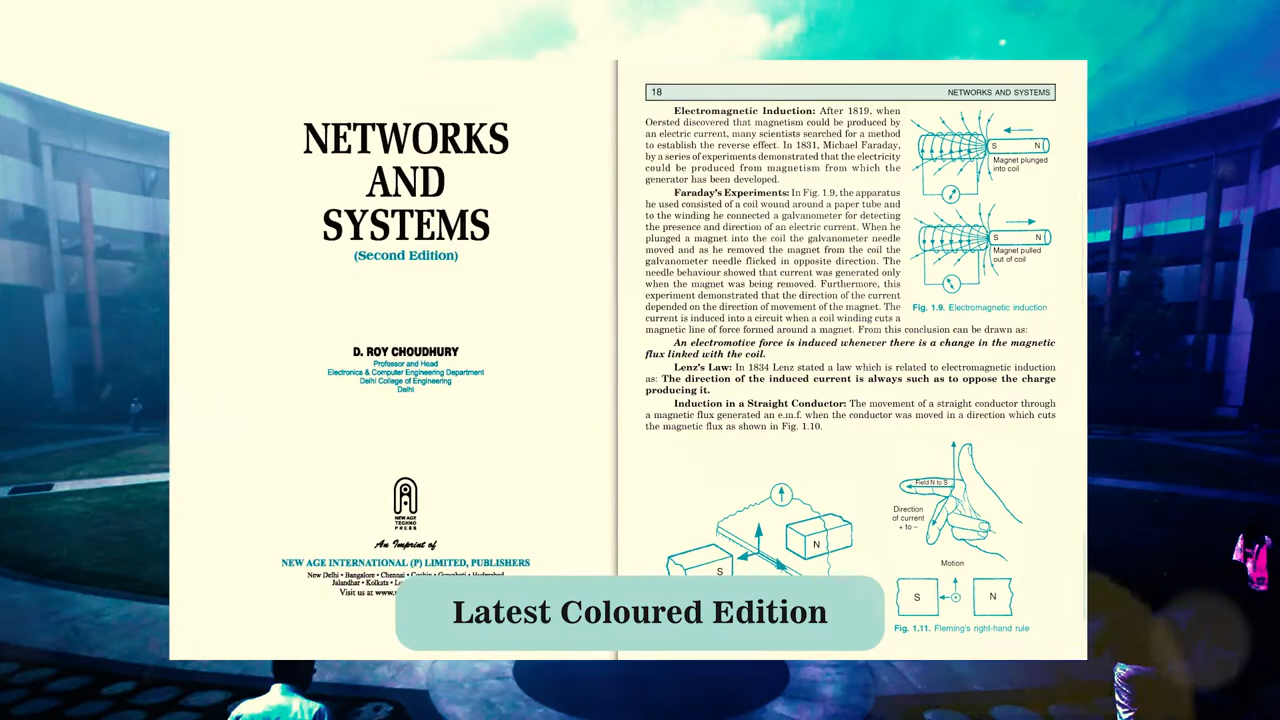 NETWORKS
AND
SYSTEMS
(Second Edition)
D. ROY CHOUDHURY
Professor and Head
Electronics & Computer Engineering Department
Delhi College of Engineering
Delhi
NEW AGE
TECHNO
PRESS
An Imprint of
NEW AGE INTERNATIONAL (P) LIMITED, PUBLISHERS
New Delhi • Bangalore • Chennai • Cochin • Guwahati • Hyderabad
Jalandhar • Kolkata •
Visit us at
18
NETWORKS AND SYSTEMS
Electromagnetic Induction: After 1819, when
Oersted discovered that magnetism could be produced by
an electric current, many scientists searched for a method
to establish the reverse effect. In 1831, Michael Faraday,
by a series of experiments demonstrated that the electricity
could be produced from magnetism from which the
generator has been developed.
Faraday's Experiments: In Fig. 1.9, the apparatus
he used consisted of a coil wound around a paper tube and
to the winding he connected a galvanometer for detecting
the presence and direction of an electric current. When he
plunged a magnet into the coil the galvanometer needle
moved and as he removed the magnet from the coil the
galvanometer needle flicked in opposite direction. The
needle behaviour showed that current was generated only
when the magnet was being removed. Furthermore, this
experiment demonstrated that the direction of the current
depended on the direction of movement of the magnet. The
current is induced into a circuit when a coil winding cuts a
magnetic line of force formed around a magnet. From this conclusion can be drawn as:
S N
Magnet plunged
into coil
S N
Magnet pulled
out of coil
Fig. 1.9. Electromagnetic induction
An electromotive force is induced whenever there is a change in the magnetic
flux linked with the coil.
Lenz's Law: In 1834 Lenz stated a law which is related to electromagnetic induction
as: The direction of the induced current is always such as to oppose the charge
producing it.
Induction in a Straight Conductor: The movement of a straight conductor through
a magnetic flux generated an e.m.f. when the conductor was moved in a direction which cuts
the magnetic flux as shown in Fig. 1.10.
N
S
Field N to S
Direction
of current
+ to –
Motion
S N
Fig. 1.11. Fleming's right-hand rule
Latest Coloured Edition